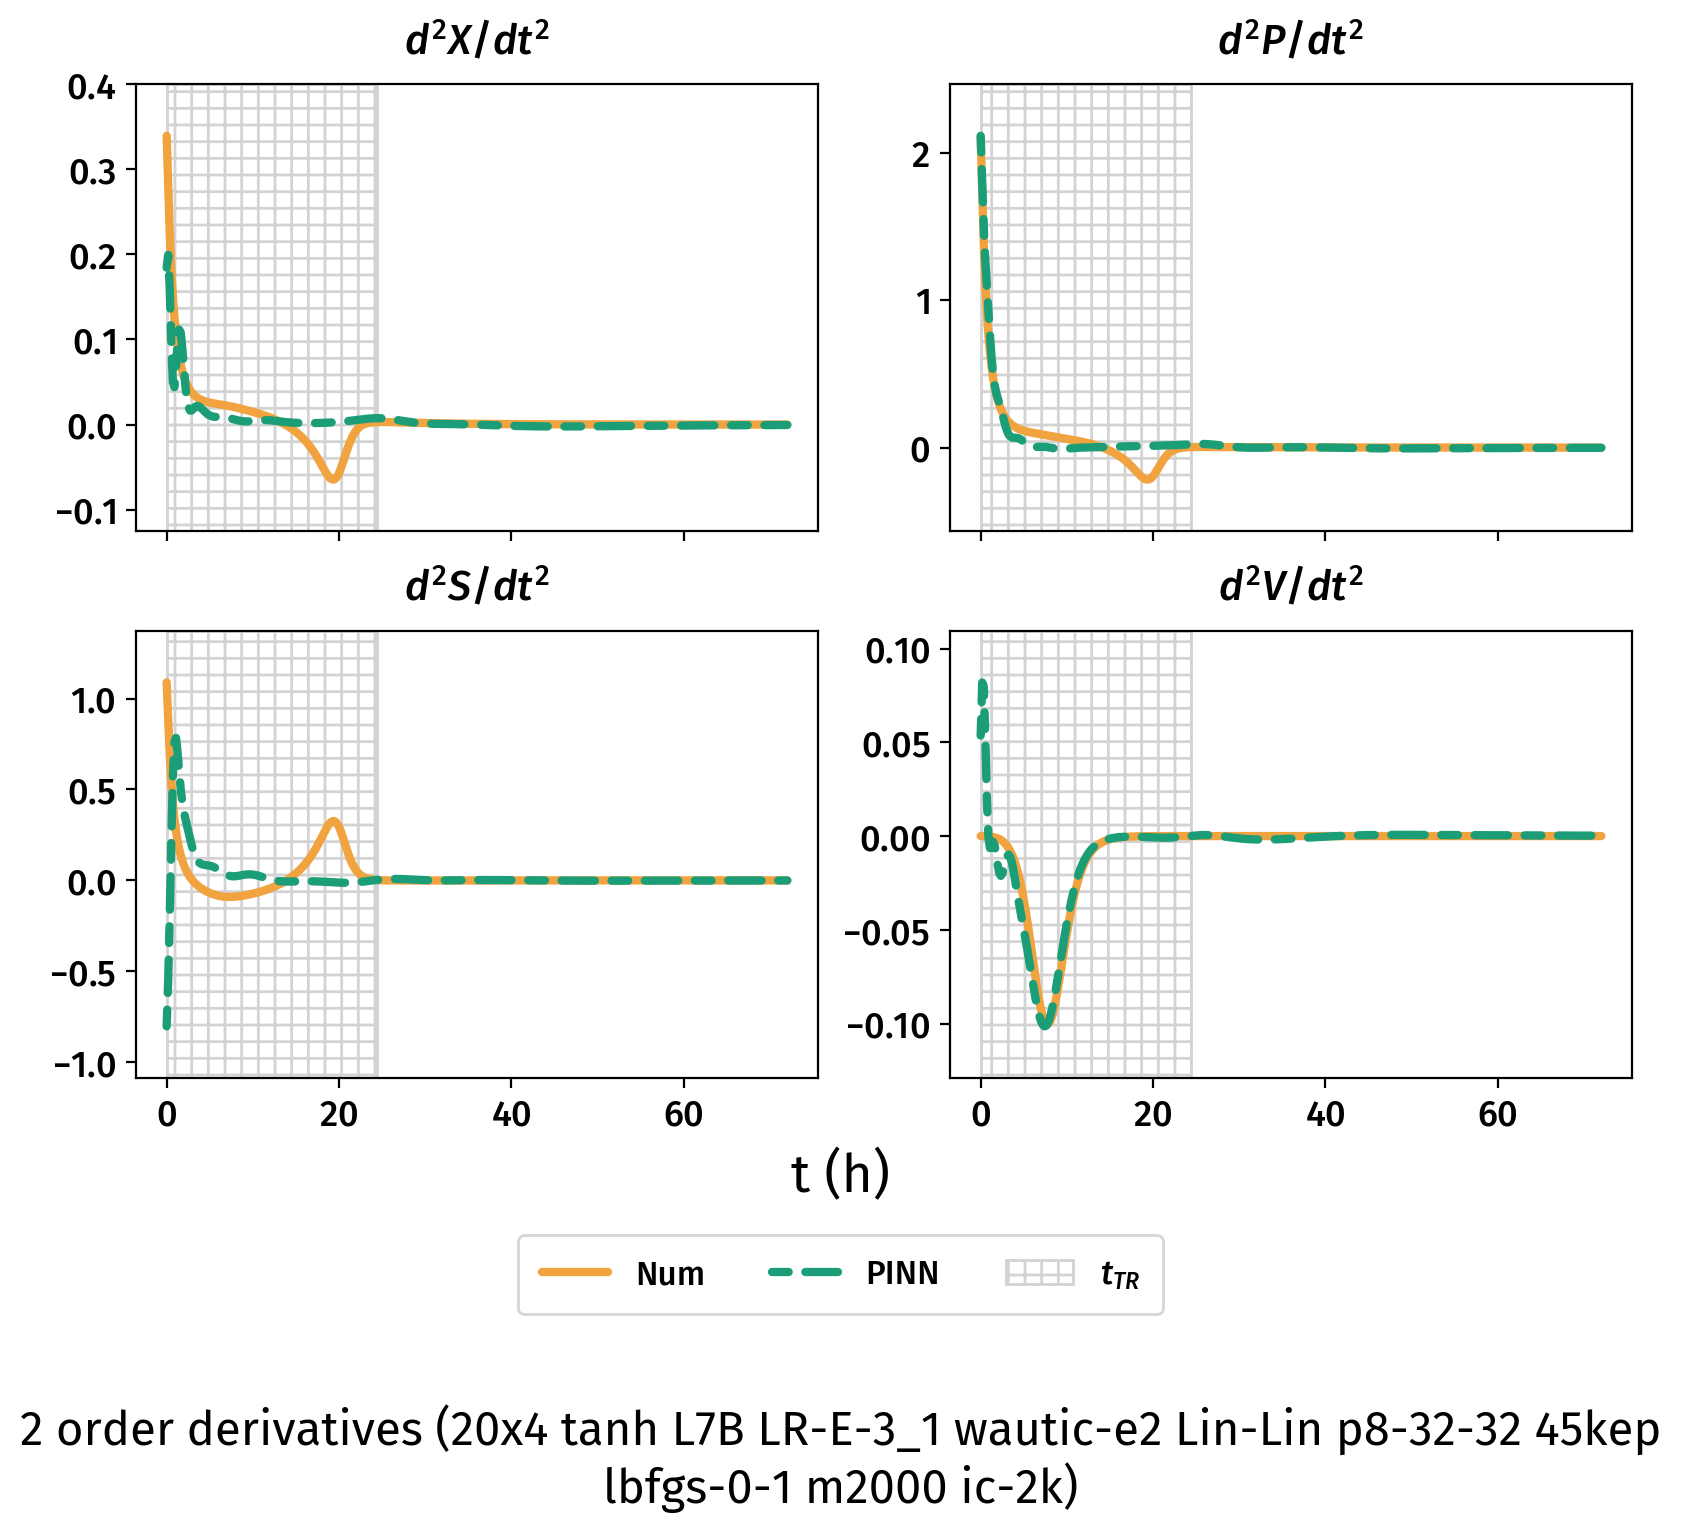 d²X/dt²
d²P/dt²
0.4
0.3
0.2
0.1
0.0
−0.1
2
1
0
d²S/dt²
d²V/dt²
1.0
0.5
0.0
−0.5
−1.0
0.10
0.05
0.00
−0.05
−0.10
0 20 40 60
0 20 40 60
t (h)
Num PINN t_TR
2 order derivatives (20x4 tanh L7B LR-E-3_1 wautic-e2 Lin-Lin p8-32-32 45kep
lbfgs-0-1 m2000 ic-2k)